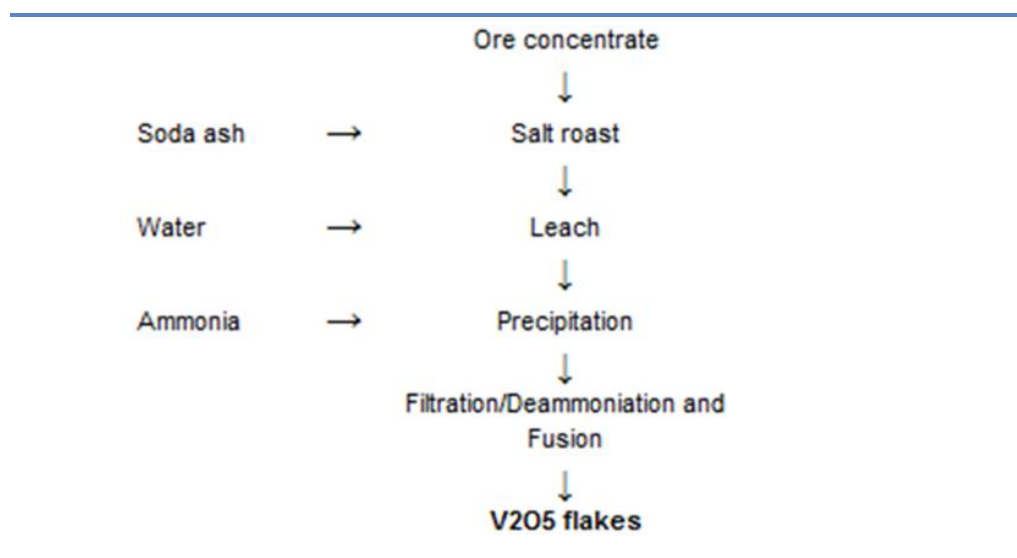 Ore concentrate
↓
Soda ash → Salt roast
↓
Water → Leach
↓
Ammonia → Precipitation
↓
Filtration/Deammoniation and
Fusion
↓
V2O5 flakes